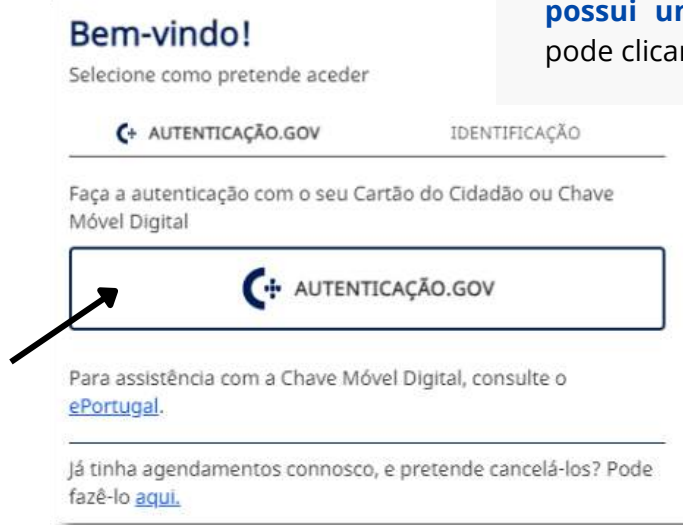 Bem-vindo!
Selecione como pretende aceder
possui
pode
AUTENTICAÇÃO.GOV
IDENTIFICAÇÃO
Faça a autenticação com o seu Cartão do Cidadão ou Chave
Móvel Digital
AUTENTICAÇÃO.GOV
Para assistência com a Chave Móvel Digital, consulte o
ePortugal.
Já tinha agendamentos connosco, e pretende cancelá-los? Pode
fazê-lo aqui.